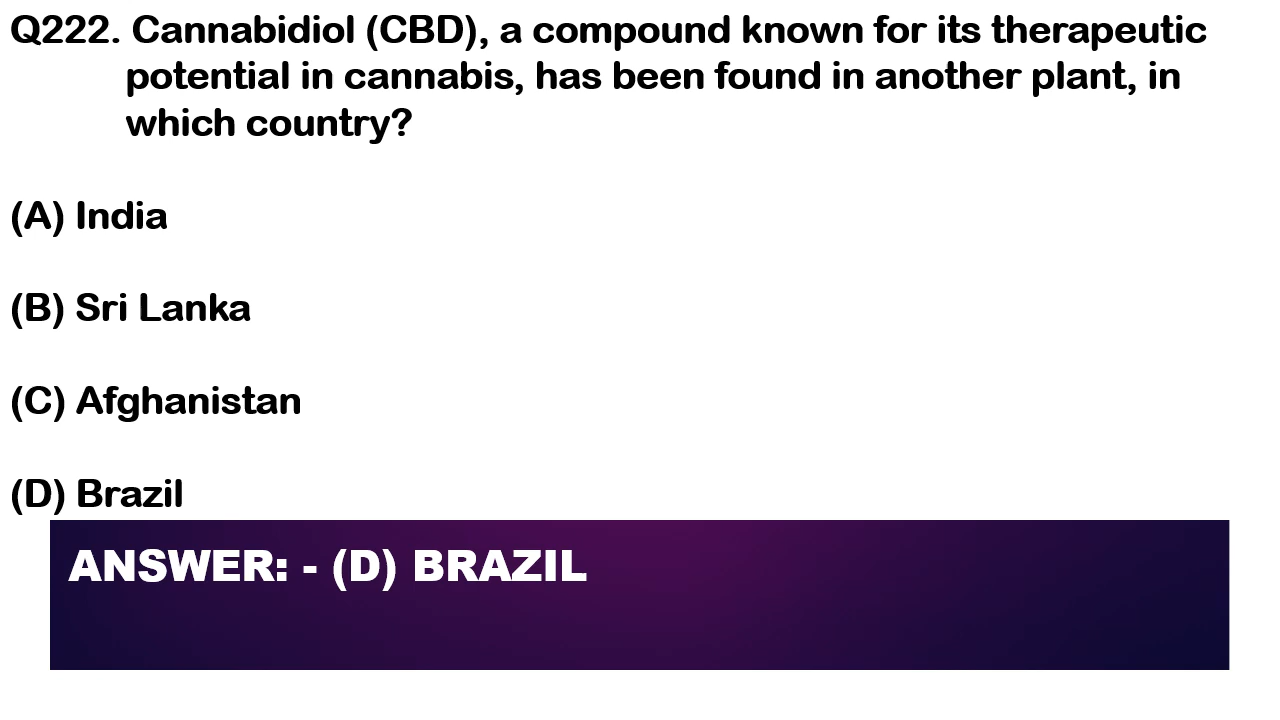 Q222. Cannabidiol (CBD), a compound known for its therapeutic
potential in cannabis, has been found in another plant, in
which country?
(A) India
(B) Sri Lanka
(C) Afghanistan
(D) Brazil
ANSWER: - (D) BRAZIL